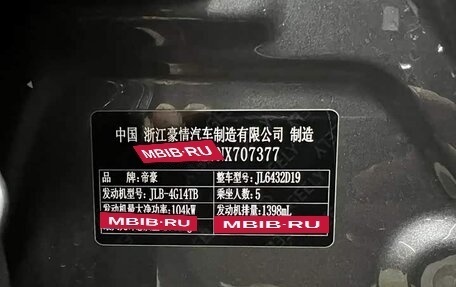 中国 浙江豪情汽车制造有限公司 制造
MBIB.RU X707377
品 牌:帝豪 整车型号:JL6432D19
发动机型号:JLB-4G14TB 乘坐人数:5
发动机最大净功率:104kW 发动机排量:1398mL
MBIB.RU MBIB.RU